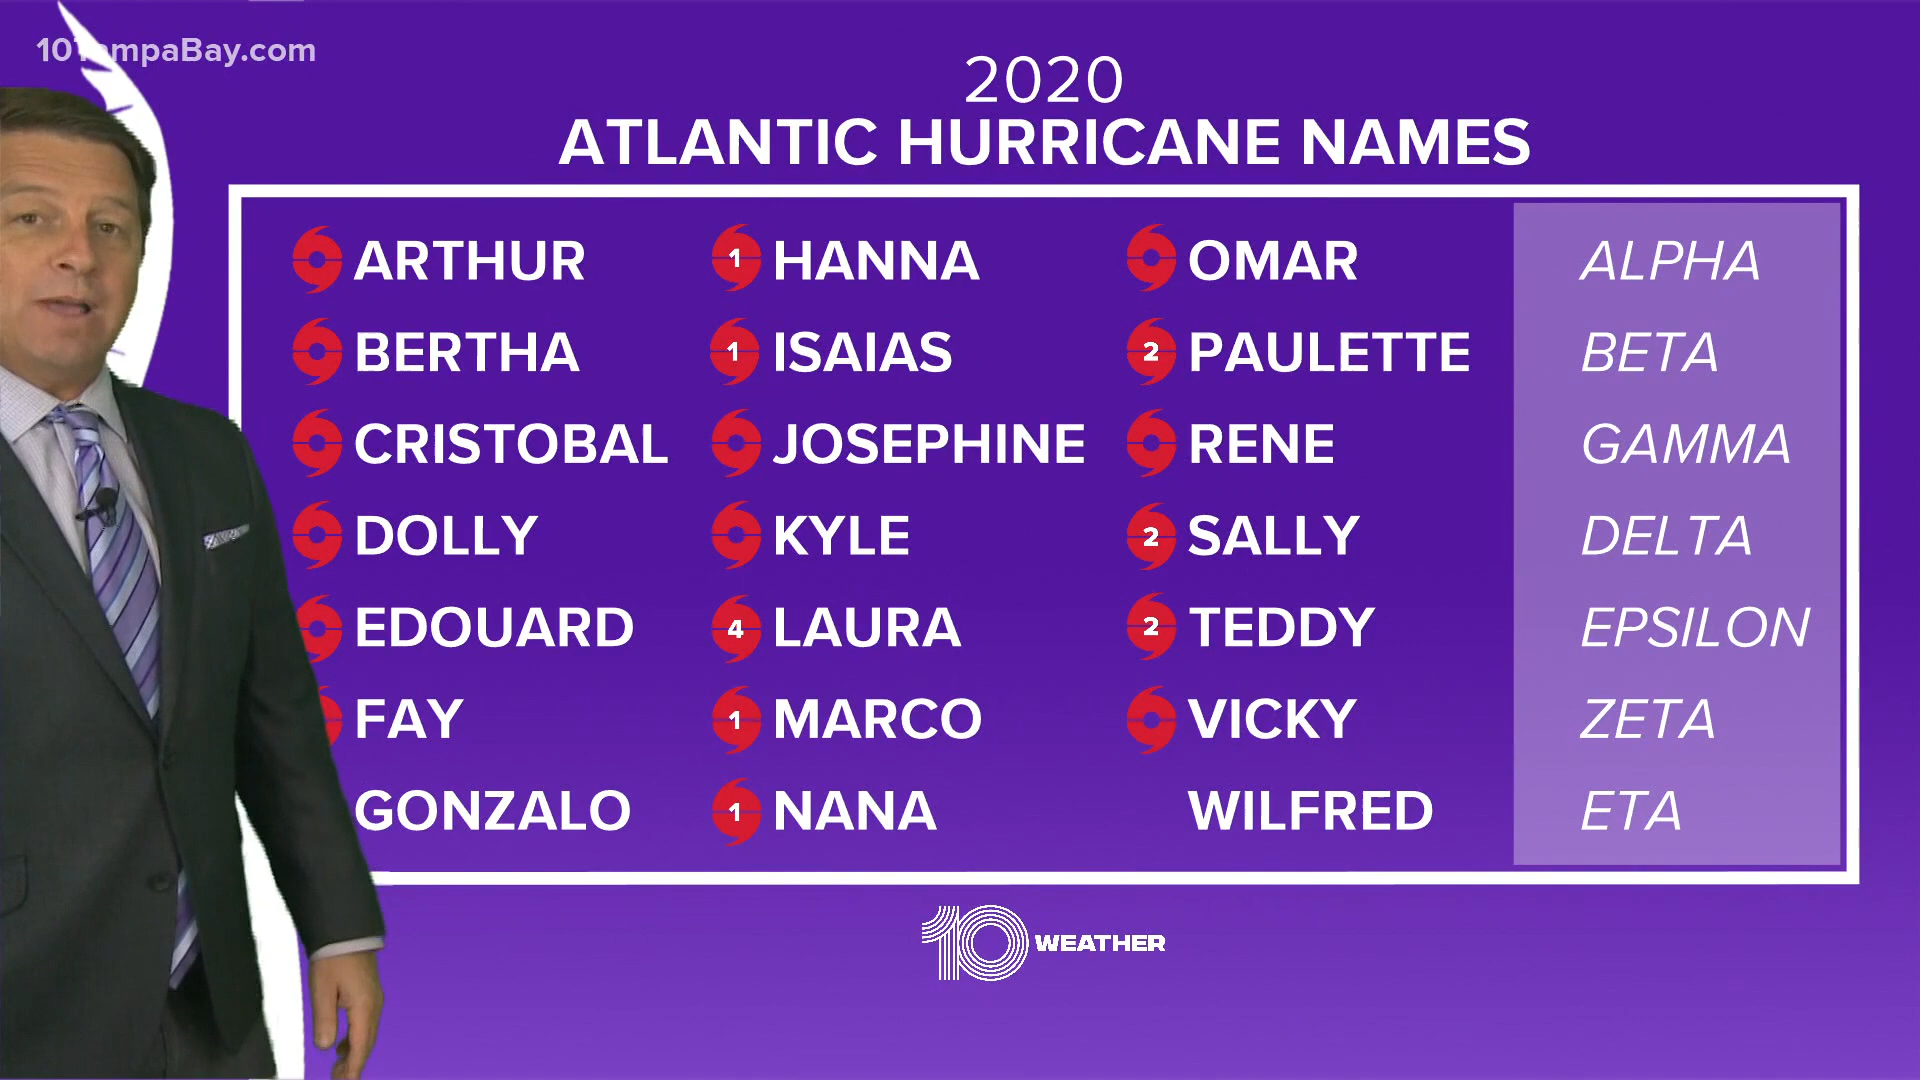 10TampaBay.com
2020
ATLANTIC HURRICANE NAMES
ARTHUR
BERTHA
CRISTOBAL
DOLLY
EDOUARD
FAY
GONZALO
1 HANNA
1 ISAIAS
JOSEPHINE
KYLE
4 LAURA
1 MARCO
1 NANA
OMAR
2 PAULETTE
RENE
2 SALLY
2 TEDDY
VICKY
WILFRED
ALPHA
BETA
GAMMA
DELTA
EPSILON
ZETA
ETA
10 WEATHER